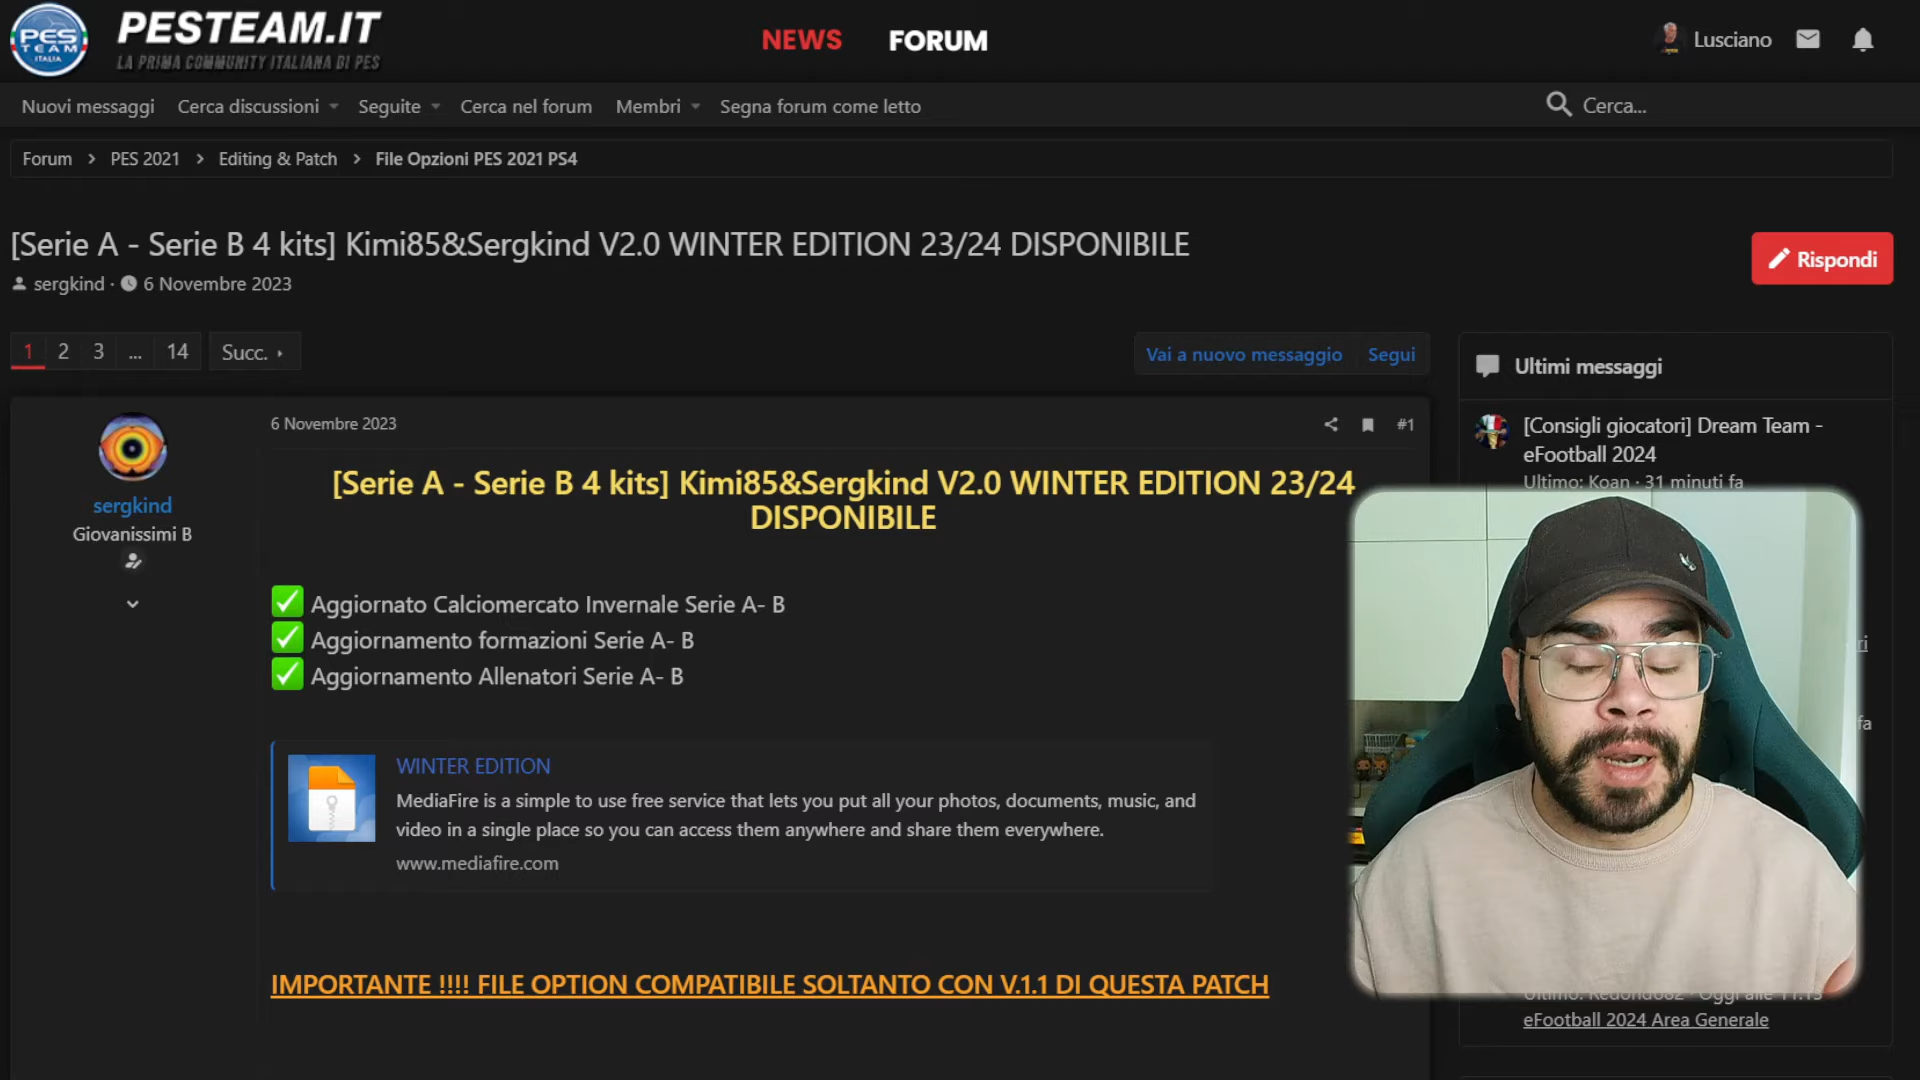 PES TEAM ITALIA
PESTEAM.IT
LA PRIMA COMMUNITY ITALIANA DI PES
NEWS FORUM
Lusciano
Nuovi messaggi Cerca discussioni Seguite Cerca nel forum Membri Segna forum come letto
Cerca...
Forum > PES 2021 > Editing & Patch > File Opzioni PES 2021 PS4
[Serie A - Serie B 4 kits] Kimi85&Sergkind V2.0 WINTER EDITION 23/24 DISPONIBILE
Rispondi
sergkind · 6 Novembre 2023
1 2 3 ... 14 Succ.
Vai a nuovo messaggio Segui
6 Novembre 2023
#1
sergkind
Giovanissimi B
[Serie A - Serie B 4 kits] Kimi85&Sergkind V2.0 WINTER EDITION 23/24
DISPONIBILE
Aggiornato Calciomercato Invernale Serie A- B
Aggiornamento formazioni Serie A- B
Aggiornamento Allenatori Serie A- B
WINTER EDITION
MediaFire is a simple to use free service that lets you put all your photos, documents, music, and
video in a single place so you can access them anywhere and share them everywhere.
www.mediafire.com
IMPORTANTE !!!! FILE OPTION COMPATIBILE SOLTANTO CON V.1.1 DI QUESTA PATCH
Ultimi messaggi
[Consigli giocatori] Dream Team -
eFootball 2024
Ultimo: Koan · 31 minuti fa
ri
fa
Ultimo: Redondo82 · Oggi alle 11:15
eFootball 2024 Area Generale